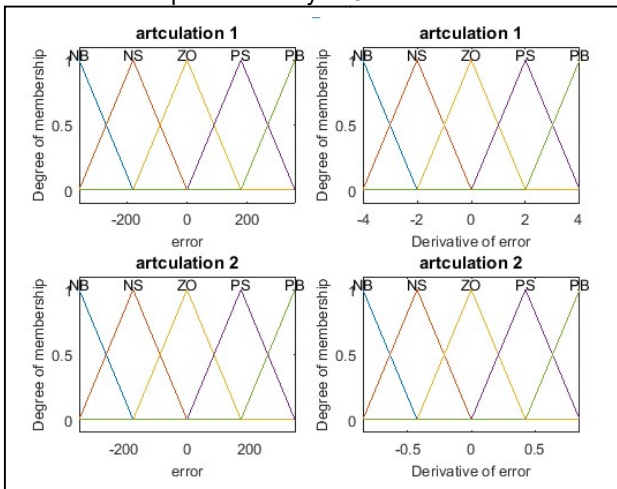 artculation 1
NB NS ZO PS PB
1
0.5
0
Degree of membership
-200 0 200
error
artculation 1
NB NS ZO PS PB
1
0.5
0
Degree of membership
-4 -2 0 2 4
Derivative of error
artculation 2
NB NS ZO PS PB
1
0.5
0
Degree of membership
-200 0 200
error
artculation 2
NB NS ZO PS PB
1
0.5
0
Degree of membership
-0.5 0 0.5
Derivative of error